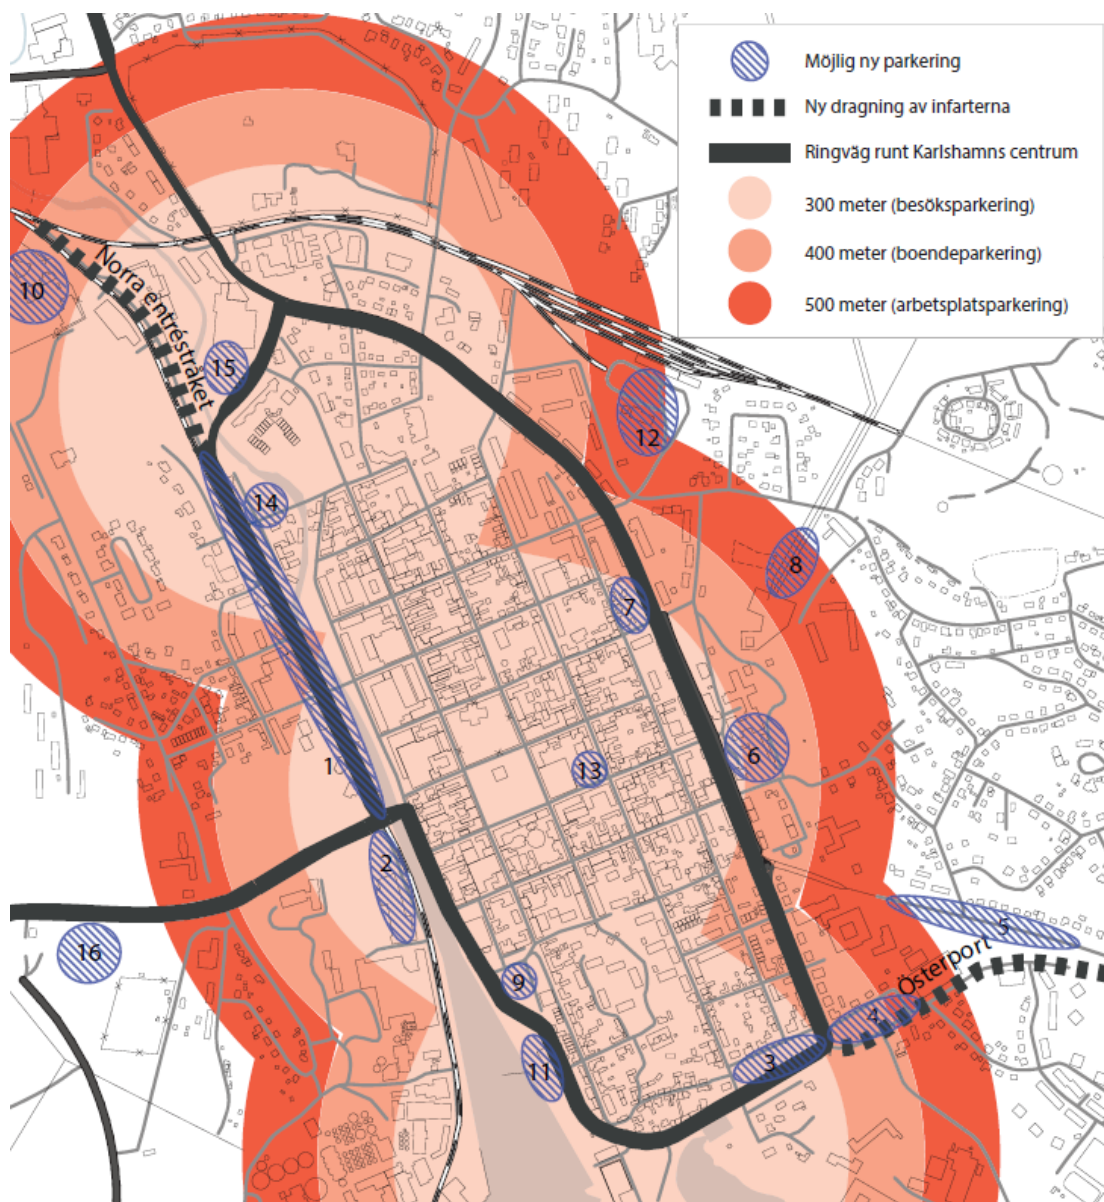 Möjlig ny parkering
Ny dragning av infarterna
Ringväg runt Karlshamns centrum
300 meter (besöksparkering)
400 meter (boendeparkering)
500 meter (arbetsplatsparkering)
10
Norra entréstråket
15
12
14
8
7
6
13
1
2
5
16
Österport
9
4
3
11